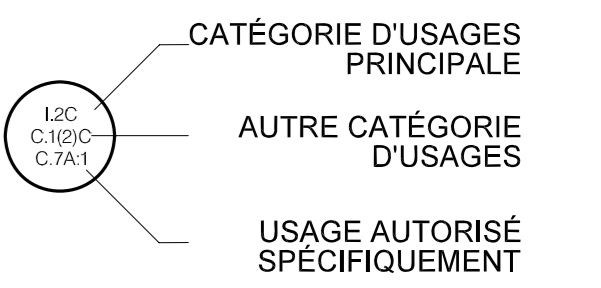 CATÉGORIE D'USAGES
PRINCIPALE
I.2C
C.1(2)C
C.7A:1
AUTRE CATÉGORIE
D'USAGES
USAGE AUTORISÉ
SPÉCIFIQUEMENT